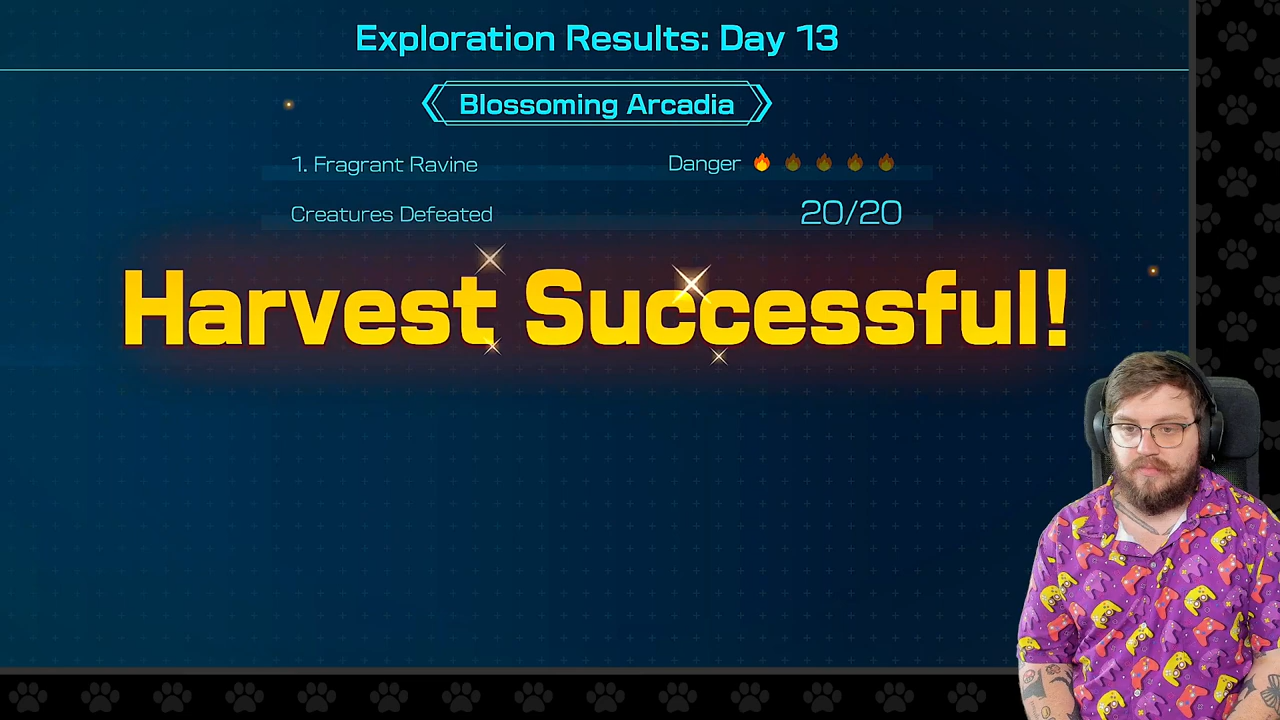 Exploration Results: Day 13
Blossoming Arcadia
1. Fragrant Ravine Danger
Creatures Defeated 20/20
Harvest Successful!